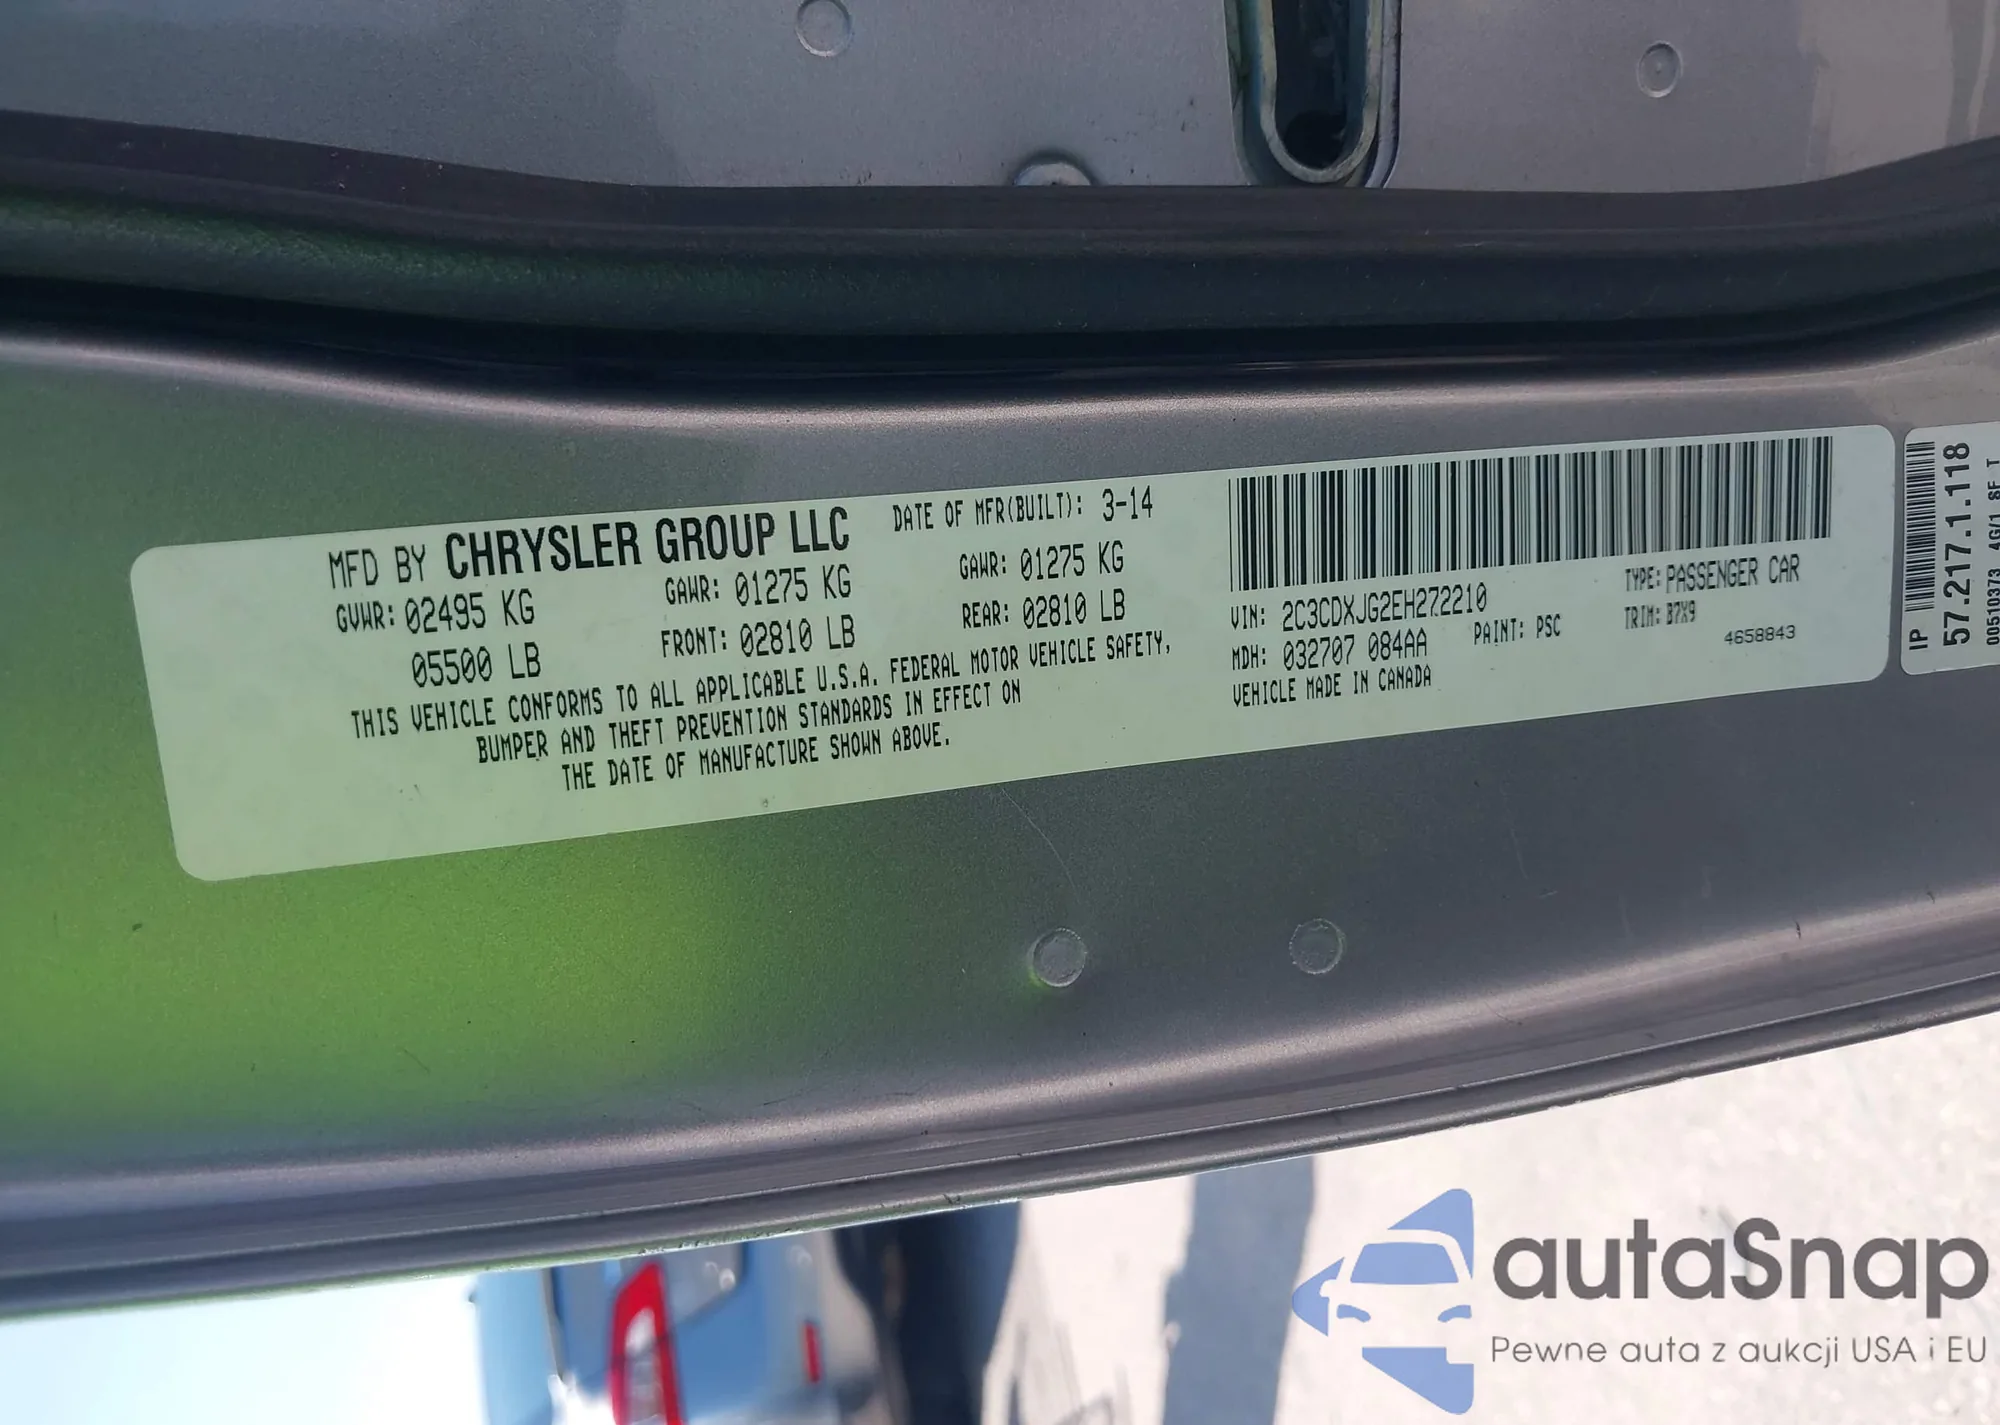 MFD BY CHRYSLER GROUP LLC
DATE OF MFR(BUILT): 3-14
GVWR: 02495 KG
05500 LB
GAWR: 01275 KG
FRONT: 02810 LB
GAWR: 01275 KG
REAR: 02810 LB
THIS VEHICLE CONFORMS TO ALL APPLICABLE U.S.A. FEDERAL MOTOR VEHICLE SAFETY,
BUMPER AND THEFT PREVENTION STANDARDS IN EFFECT ON
THE DATE OF MANUFACTURE SHOWN ABOVE.
VIN: 2C3CDXJG2EH272210
TYPE: PASSENGER CAR
MDH: 032707 084AA
PAINT: PSC
TRIM: B7X9
VEHICLE MADE IN CANADA
4658843
IP 57.217.1.118
00510373 4G/1 SF T
autaSnap
Pewne auta z aukcji USA i EU